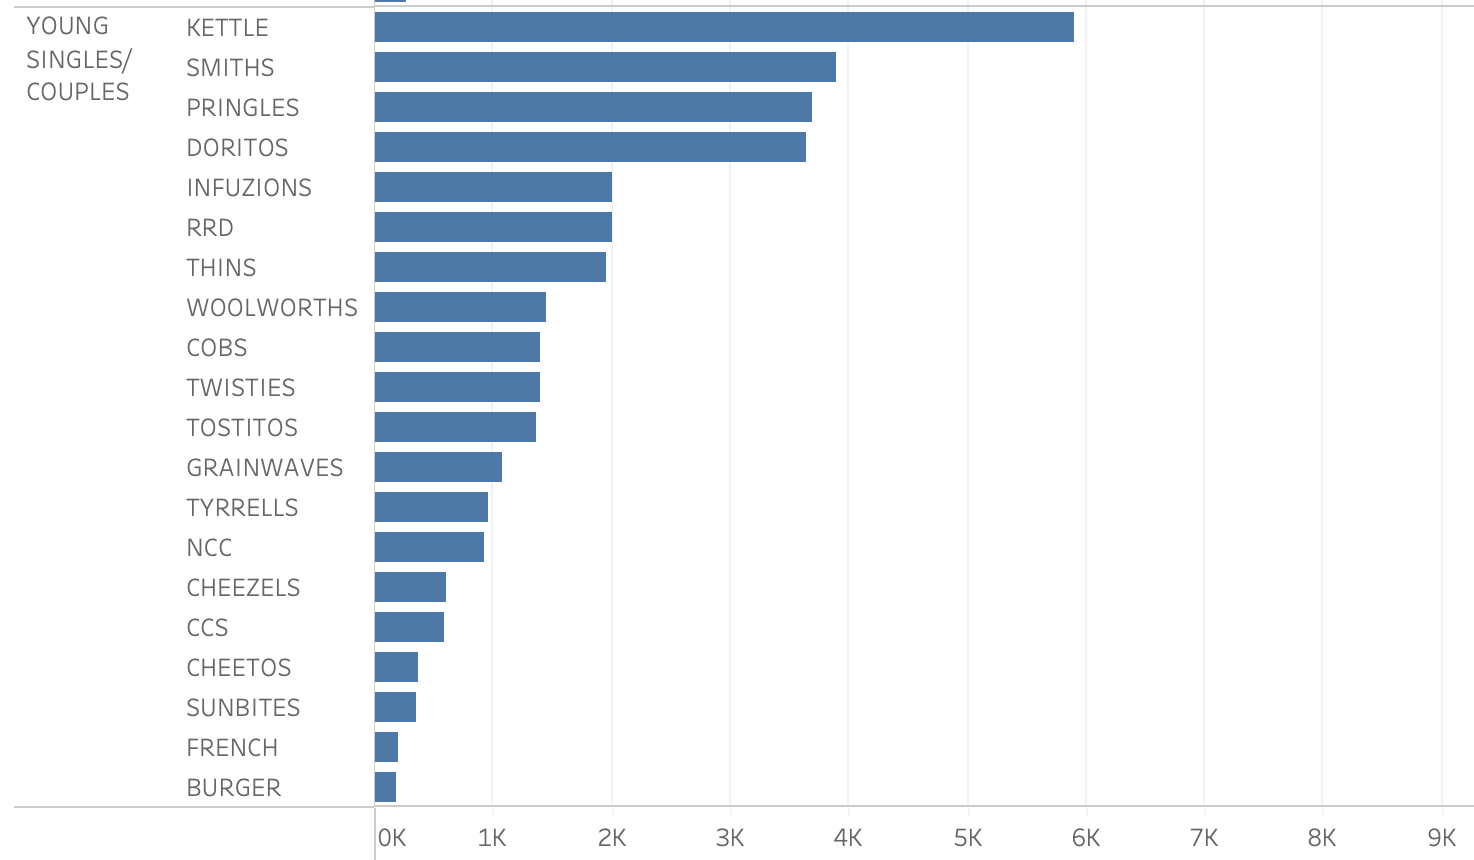 YOUNG
SINGLES/
COUPLES
KETTLE
SMITHS
PRINGLES
DORITOS
INFUZIONS
RRD
THINS
WOOLWORTHS
COBS
TWISTIES
TOSTITOS
GRAINWAVES
TYRRELLS
NCC
CHEEZELS
CCS
CHEETOS
SUNBITES
FRENCH
BURGER
0K 1K 2K 3K 4K 5K 6K 7K 8K 9K